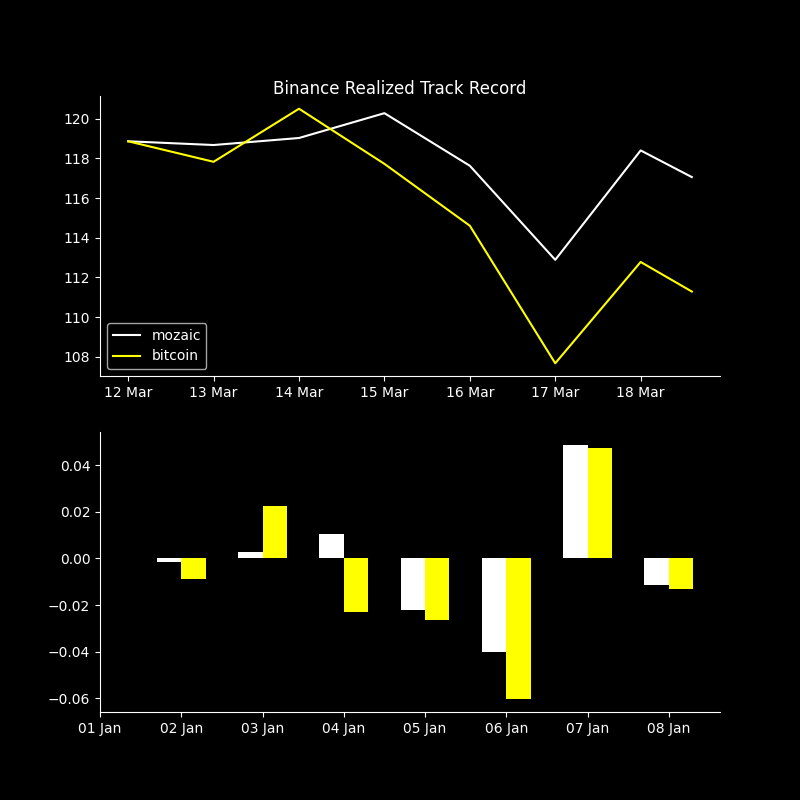 Binance Realized Track Record
120
118
116
114
112
110
108
mozaic
bitcoin
12 Mar 13 Mar 14 Mar 15 Mar 16 Mar 17 Mar 18 Mar
0.04
0.02
0.00
−0.02
−0.04
−0.06
01 Jan 02 Jan 03 Jan 04 Jan 05 Jan 06 Jan 07 Jan 08 Jan